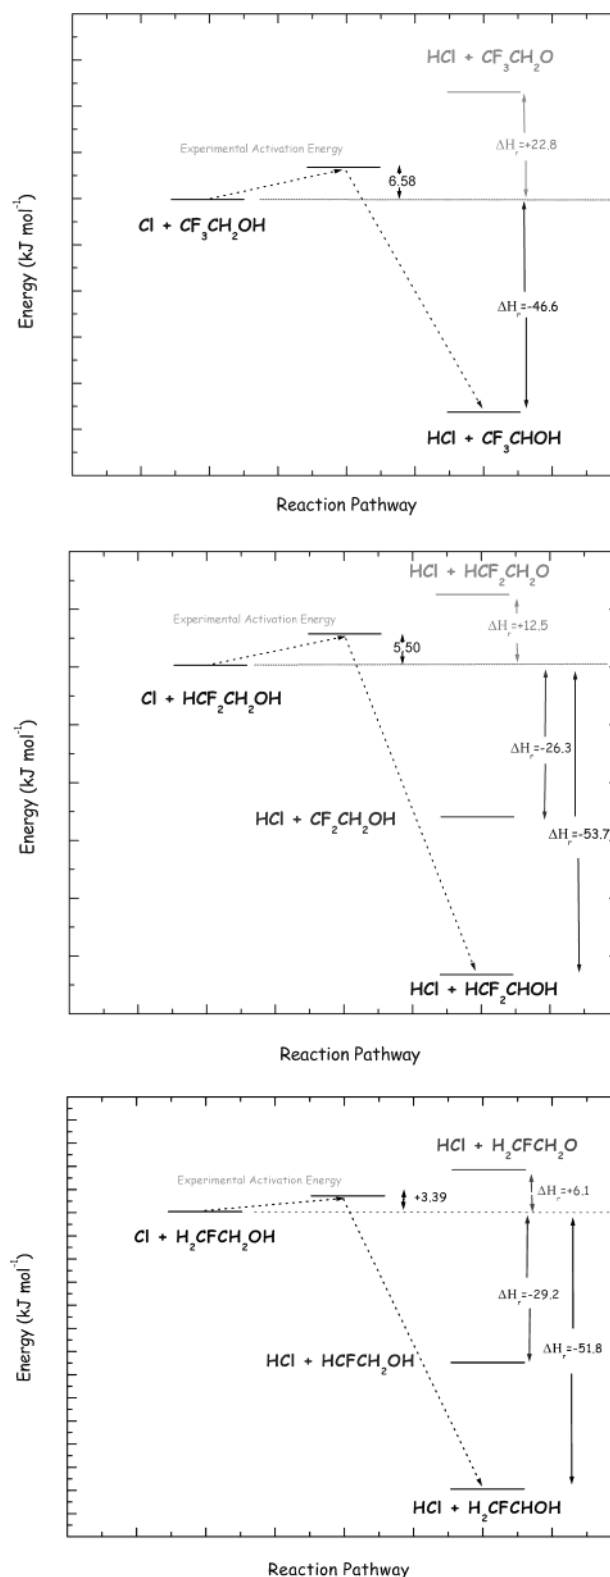 HCl + CF₃CH₂O
Experimental Activation Energy
ΔHᵣ=+22.8
6.58
Cl + CF₃CH₂OH
ΔHᵣ=-46.6
HCl + CF₃CHOH
Energy (kJ mol⁻¹)
Reaction Pathway
HCl + HCF₂CH₂O
Experimental Activation Energy
ΔHᵣ=+12.5
5.50
Cl + HCF₂CH₂OH
ΔHᵣ=-26.3
HCl + CF₂CH₂OH
ΔHᵣ=-53.7
HCl + HCF₂CHOH
Energy (kJ mol⁻¹)
Reaction Pathway
HCl + H₂CFCH₂O
Experimental Activation Energy
+3.39
ΔHᵣ=+6.1
Cl + H₂CFCH₂OH
ΔHᵣ=-29.2
HCl + HCFCH₂OH
ΔHᵣ=-51.8
HCl + H₂CFCHOH
Energy (kJ mol⁻¹)
Reaction Pathway